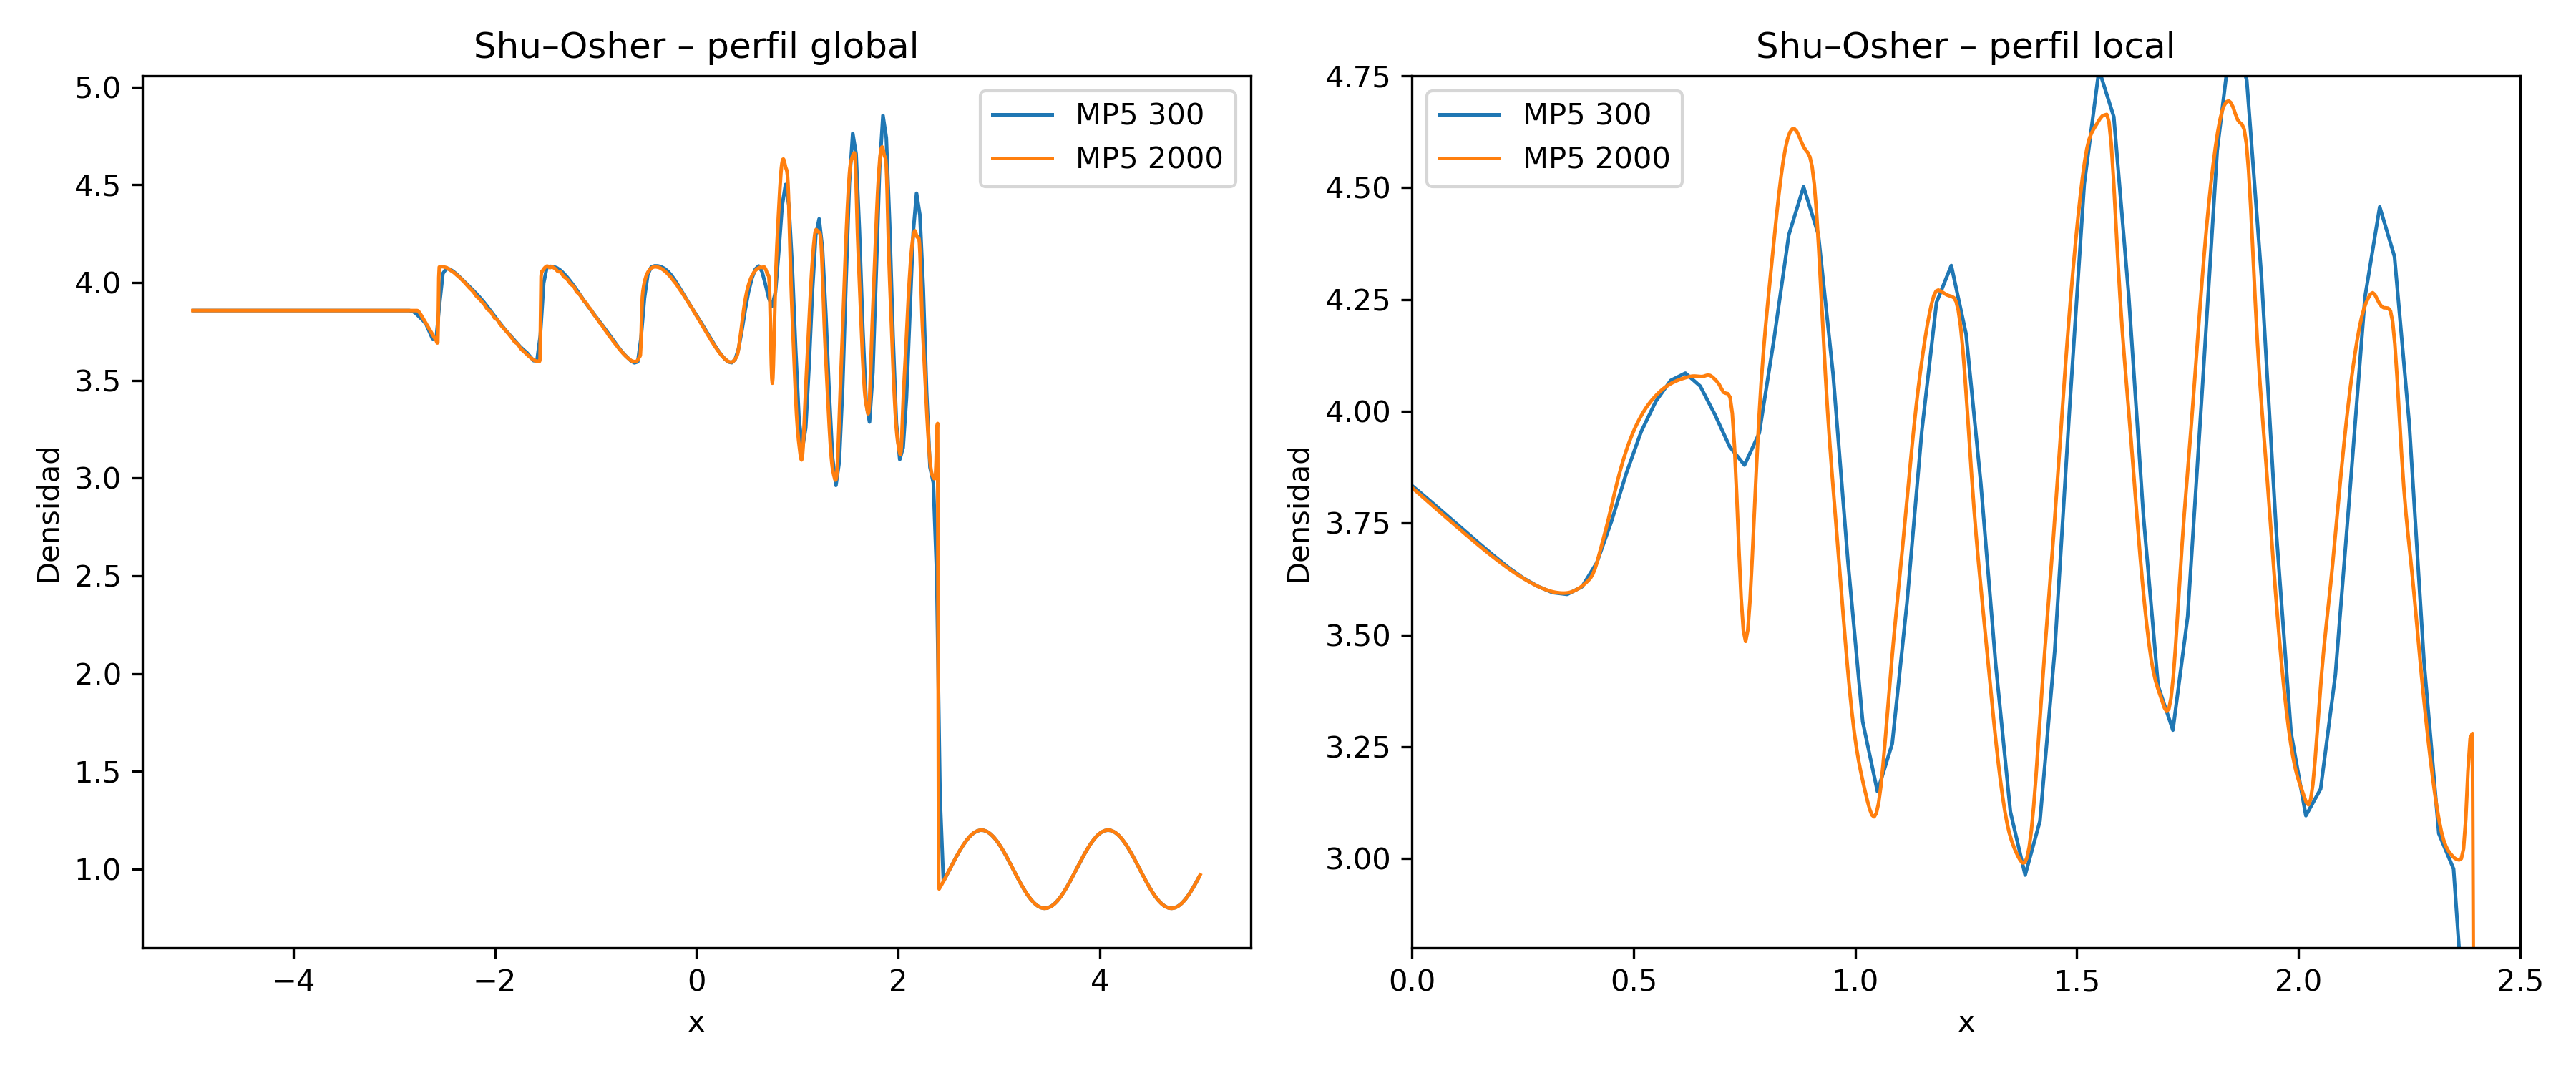 Shu–Osher – perfil global
MP5 300
MP5 2000
5.0
4.5
4.0
3.5
3.0
2.5
2.0
1.5
1.0
Densidad
−4
−2
0
2
4
x
Shu–Osher – perfil local
MP5 300
MP5 2000
4.75
4.50
4.25
4.00
3.75
3.50
3.25
3.00
Densidad
0.0
0.5
1.0
1.5
2.0
2.5
x